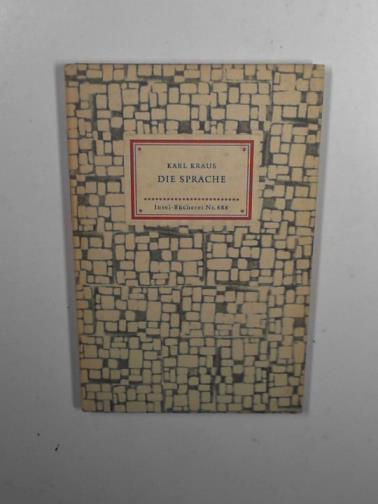 KARL KRAUS
DIE SPRACHE
Insel-Bücherei Nr. 688